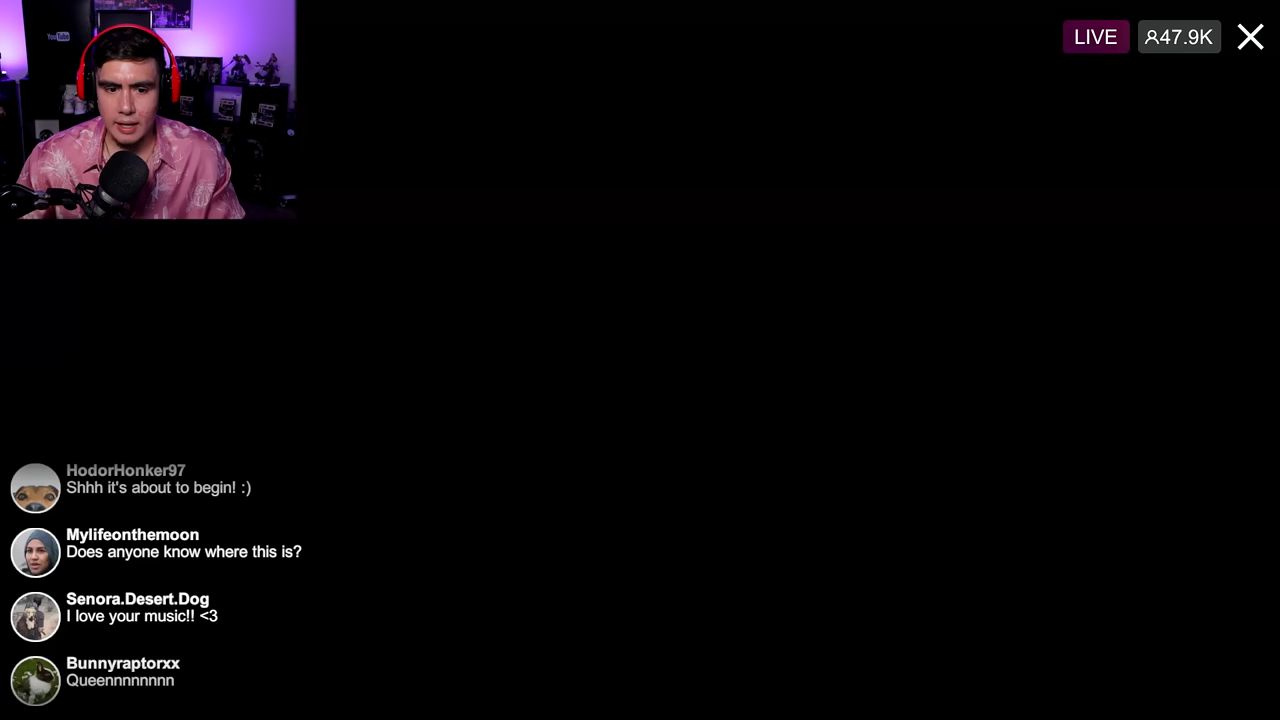 YouTube
LIVE
47.9K
HodorHonker97
Shhh it's about to begin! :)
Mylifeonthemoon
Does anyone know where this is?
Senora.Desert.Dog
I love your music!! <3
Bunnyraptorxx
Queennnnnnnn